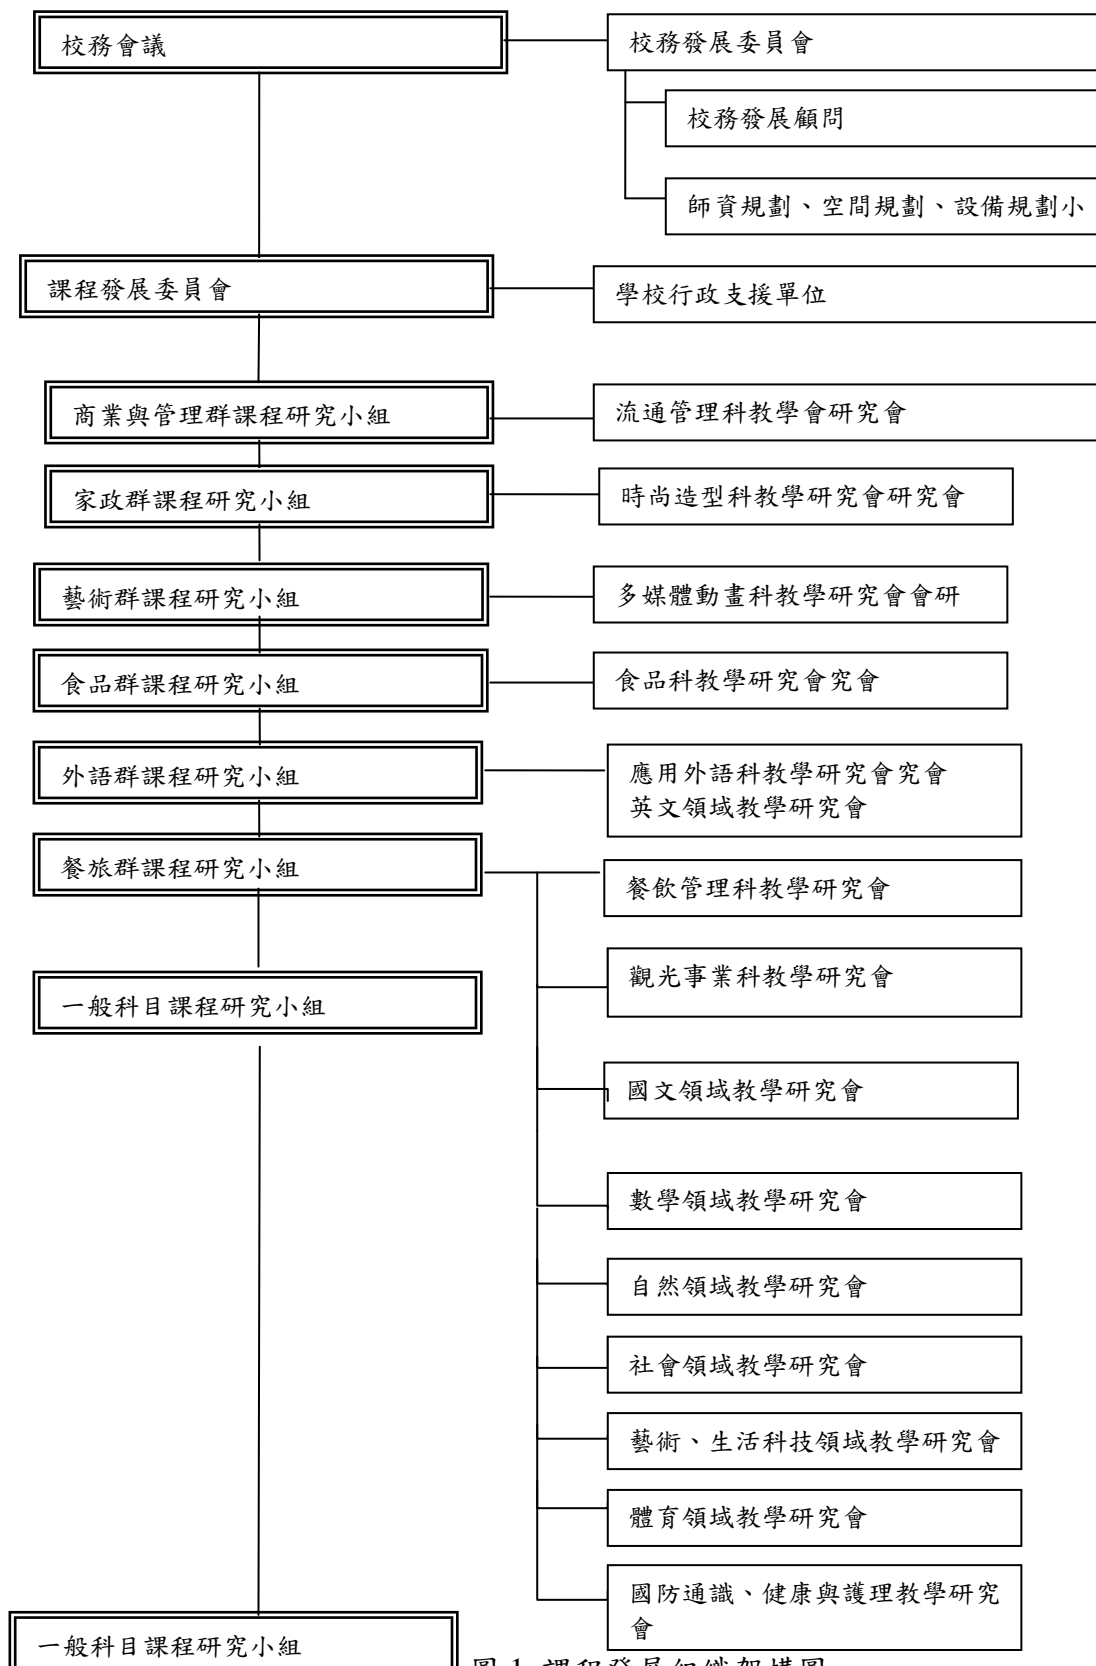 校務會議
校務發展委員會
校務發展顧問
師資規劃、空間規劃、設備規劃小
課程發展委員會
學校行政支援單位
商業與管理群課程研究小組
流通管理科教學會研究會
家政群課程研究小組
時尚造型科教學研究會研究會
藝術群課程研究小組
多媒體動畫科教學研究會會研
食品群課程研究小組
食品科教學研究會究會
外語群課程研究小組
應用外語科教學研究會究會
英文領域教學研究會
餐旅群課程研究小組
餐飲管理科教學研究會
觀光事業科教學研究會
一般科目課程研究小組
國文領域教學研究會
數學領域教學研究會
自然領域教學研究會
社會領域教學研究會
藝術、生活科技領域教學研究會
體育領域教學研究會
國防通識、健康與護理教學研究
會
一般科目課程研究小組
圖 1 課程發展組織架構圖